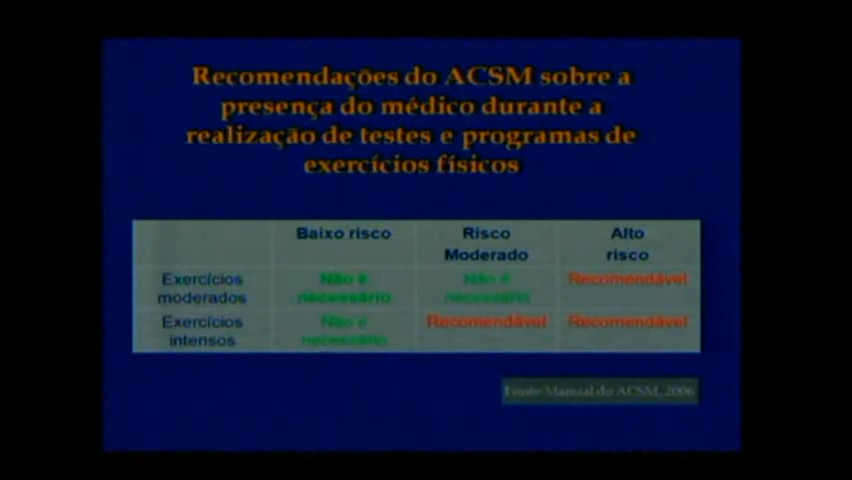 Recomendações do ACSM sobre a
presença do médico durante a
realização de testes e programas de
exercícios físicos
Baixo risco
Risco
Moderado
Alto
risco
Exercícios
moderados
Não é
necessário
Não é
necessário
Recomendável
Exercícios
intensos
Não é
necessário
Recomendável
Recomendável
Fonte Manual do ACSM, 2006